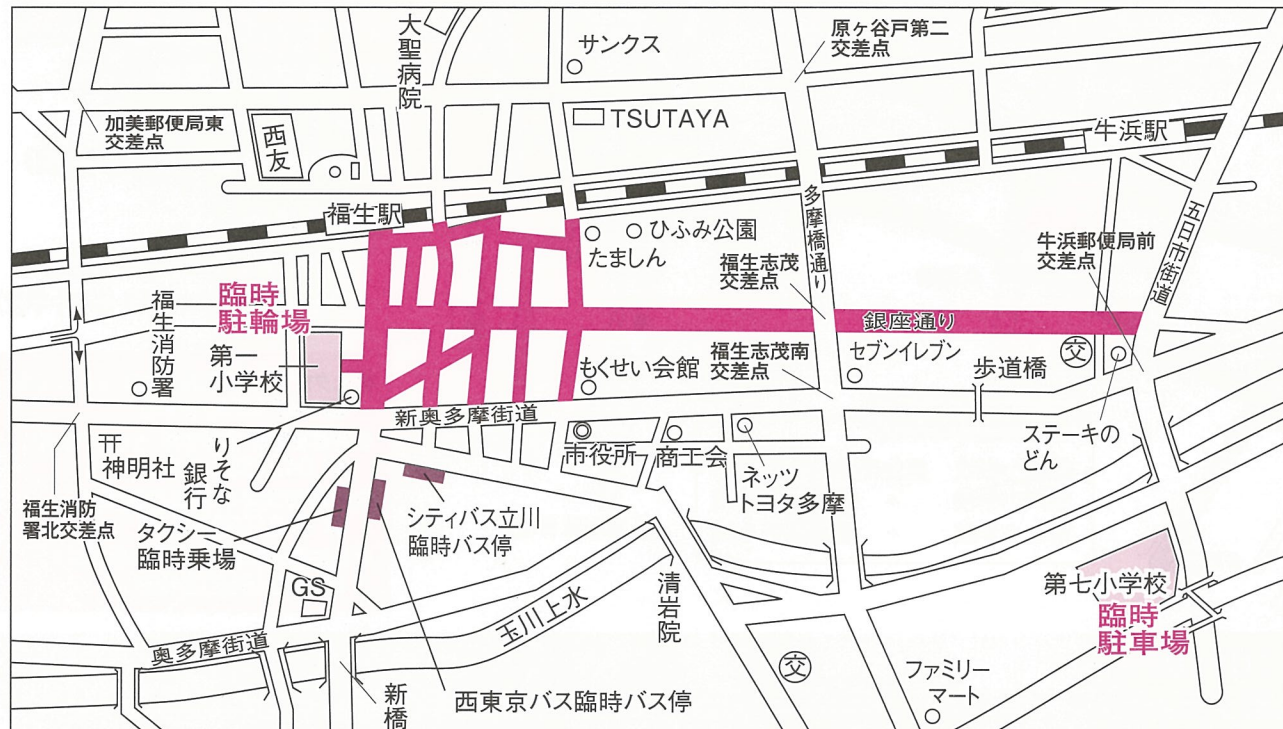 大聖病院
サンクス
原ヶ谷戸第二
交差点
加美郵便局東
交差点
西友
TSUTAYA
牛浜駅
福生駅
多摩橋通り
五日市街道
ひふみ公園
たましん
福生志茂
交差点
牛浜郵便局前
交差点
臨時
駐輪場
福生消防署
第一
小学校
銀座通り
もくせい会館
福生志茂南
交差点
セブンイレブン
交
歩道橋
新奥多摩街道
市役所
商工会
ネッツ
トヨタ多摩
ステーキの
どん
神明社
りそな
銀行
福生消防
署北交差点
タクシー
臨時乗場
シティバス立川
臨時バス停
GS
玉川上水
清岩院
第七小学校
臨時
駐車場
奥多摩街道
新橋
西東京バス臨時バス停
交
ファミリー
マート